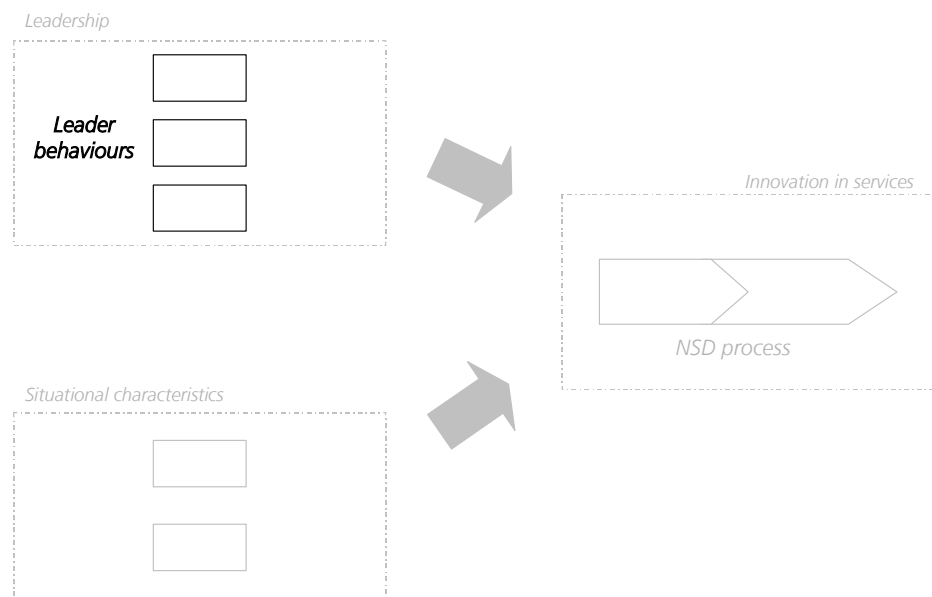 Leadership
Leader
behaviours
Innovation in services
NSD process
Situational characteristics